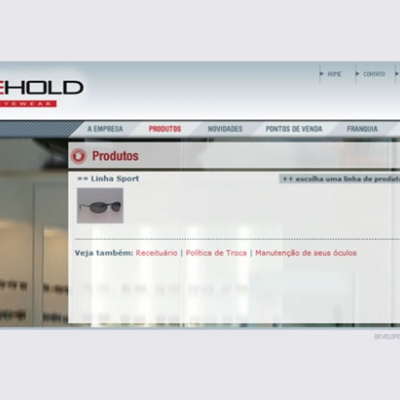 HOME CONTATO
EHOLD
EYEWEAR
A EMPRESA PRODUTOS NOVIDADES PONTOS DE VENDA FRANQUIA
Produtos
»» Linha Sport ++ escolha uma linha de produto
Veja também: Receituário | Política de Troca | Manutenção de seus óculos
DEVELOPE